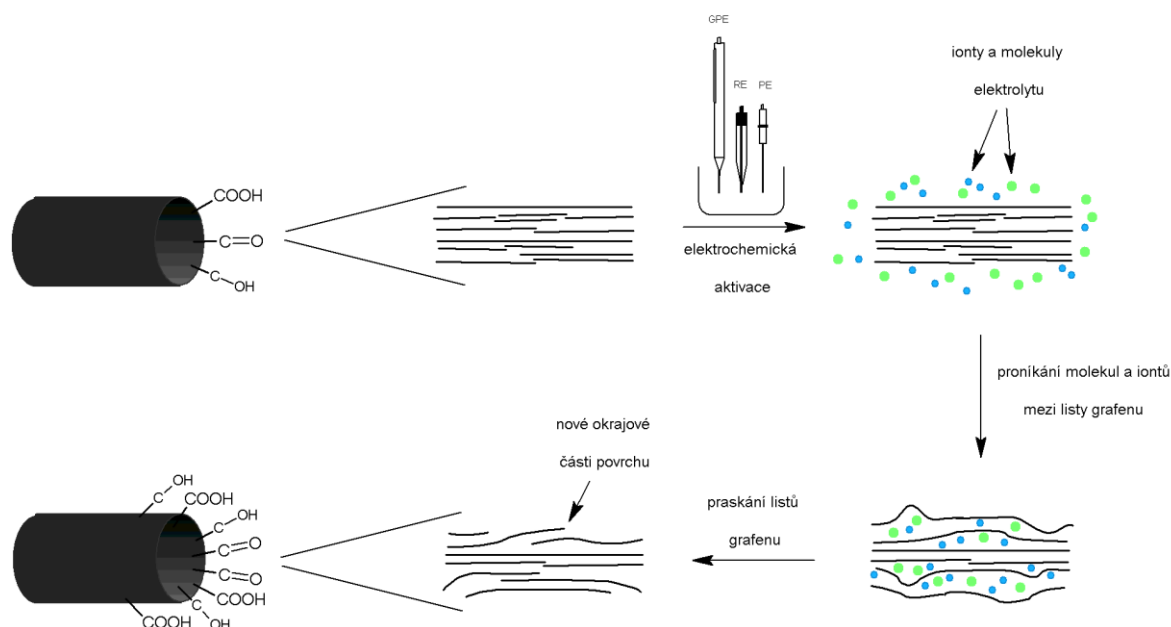 GPE
RE PE
ionty a molekuly
elektrolytu
COOH
C=O
C-OH
elektrochemická
aktivace
proníkání molekul a iontů
mezi listy grafenu
nové okrajové
části povrchu
praskání listů
grafenu
C-OH
COOH
C-OH
C=O
C=O
COOH
C-OH
COOH